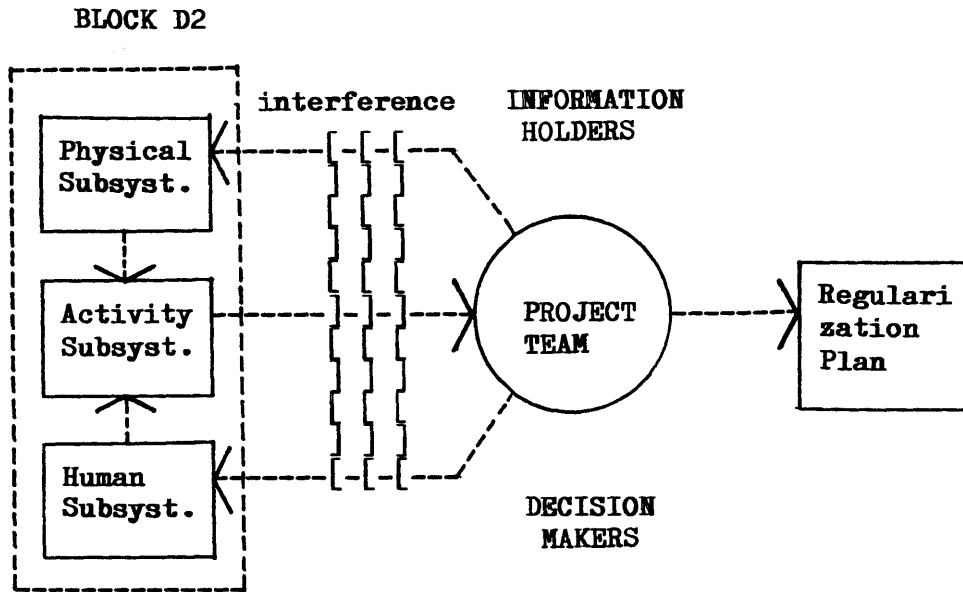 BLOCK D2
interference
INFORMATION
HOLDERS
Physical
Subsyst.
Activity
Subsyst.
PROJECT
TEAM
Regulari
zation
Plan
Human
Subsyst.
DECISION
MAKERS